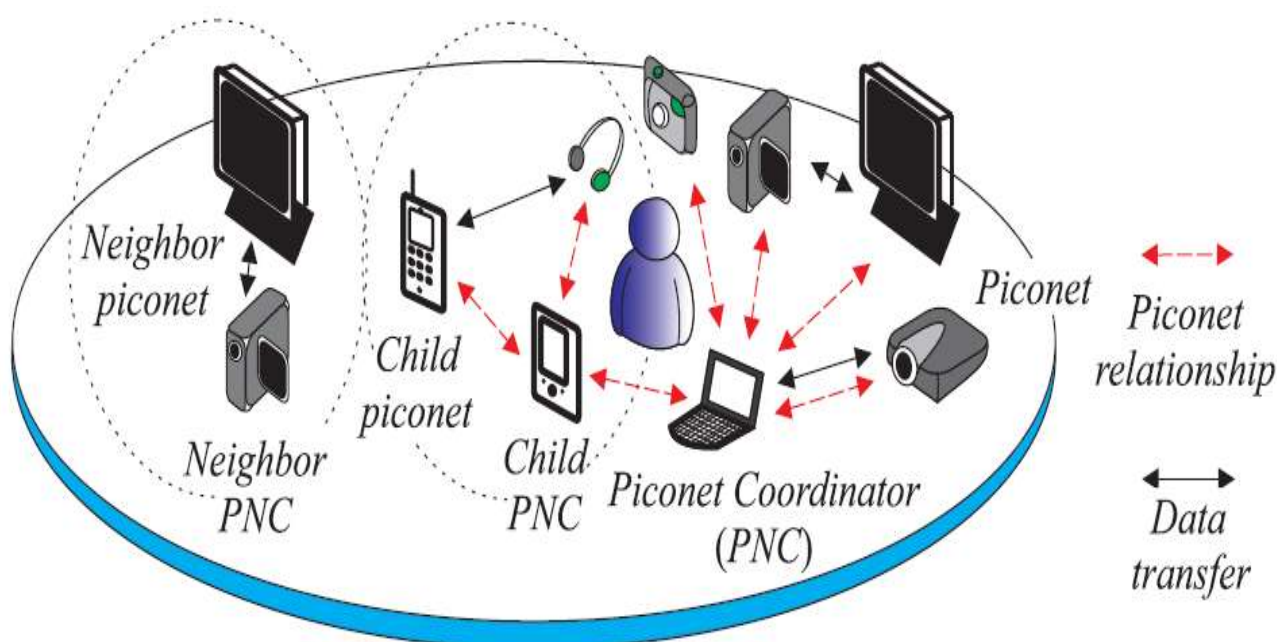 Neighbor
piconet
Neighbor
PNC
Child
piconet
Child
PNC
Piconet Coordinator
(PNC)
Piconet
Piconet
relationship
Data
transfer